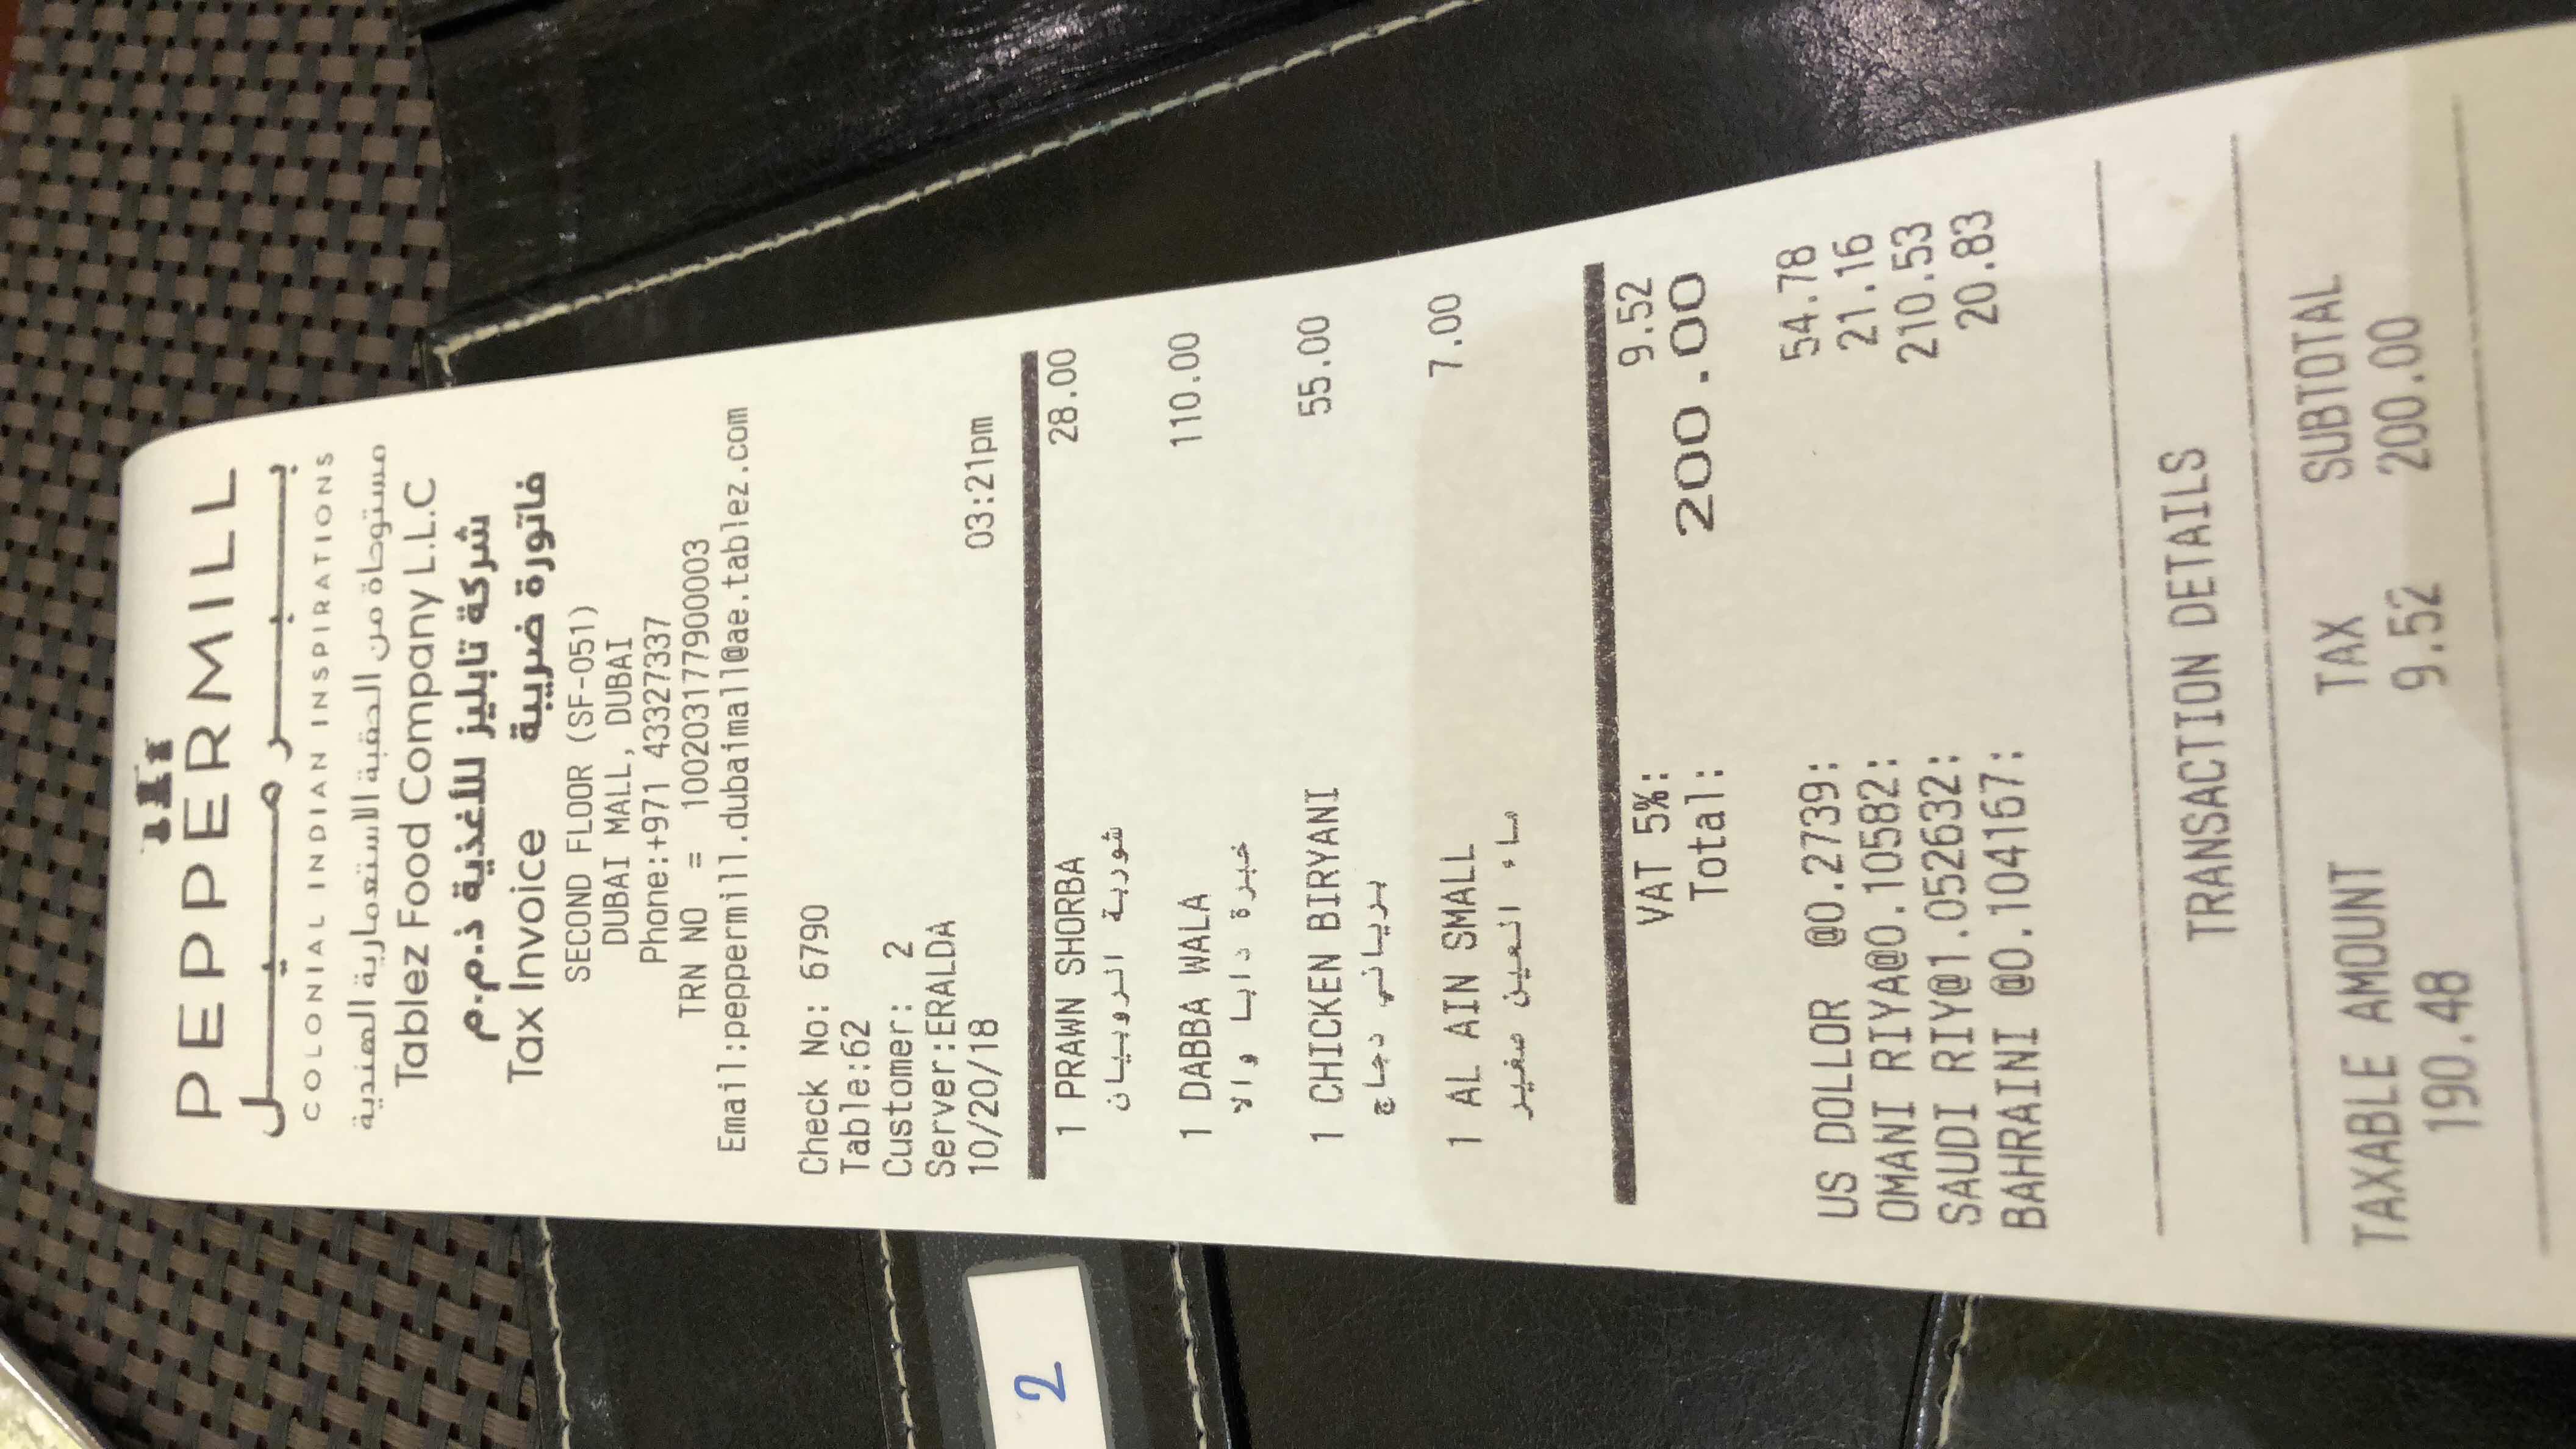 PEPPERMILL
بـبـرمـيـل
COLONIAL INDIAN INSPIRATIONS
مستوحاة من الحقبة الاستعمارية الهندية
Tablez Food Company L.L.C
شركة تابليز للأغذية ذ.م.م
Tax Invoice فاتورة ضريبة
SECOND FLOOR (SF-051)
DUBAI MALL, DUBAI
Phone:+971 43327337
TRN NO = 100203177900003
Email:peppermill.dubaimall@ae.tablez.com
Check No: 6790
Table:62
Customer: 2
Server:ERALDA
10/20/18 03:21pm
2
1 PRAWN SHORBA 28.00
شوربة الروبيان
1 DABBA WALA 110.00
خبرة دابا والا
1 CHICKEN BIRYANI 55.00
برياني دجاج
1 AL AIN SMALL 7.00
ماء العين صغير
VAT 5%: 9.52
Total: 200.00
US DOLLOR @0.2739: 54.78
OMANI RIYA@0.10582: 21.16
SAUDI RIY@1.052632: 210.53
BAHRAINI @0.104167: 20.83
TRANSACTION DETAILS
TAXABLE AMOUNT TAX SUBTOTAL
190.48 9.52 200.00